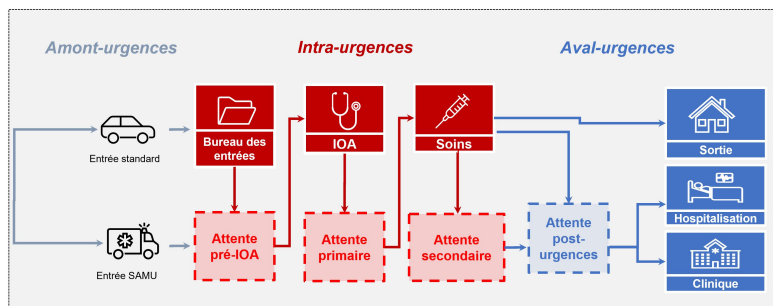 Amont-urgences
Intra-urgences
Aval-urgences
Entrée standard
Bureau des
entrées
IOA
Soins
Sortie
Entrée SAMU
Attente
pré-IOA
Attente
primaire
Attente
secondaire
Attente
post-
urgences
Hospitalisation
Clinique